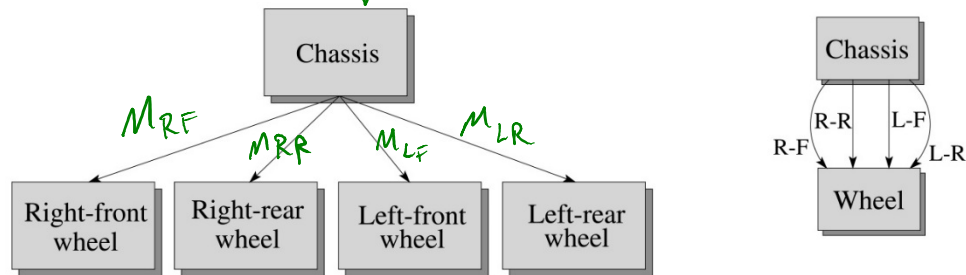 Chassis
M_RF
M_RR
M_LF
M_LR
Right-front
wheel
Right-rear
wheel
Left-front
wheel
Left-rear
wheel
Chassis
R-F
R-R
L-F
L-R
Wheel